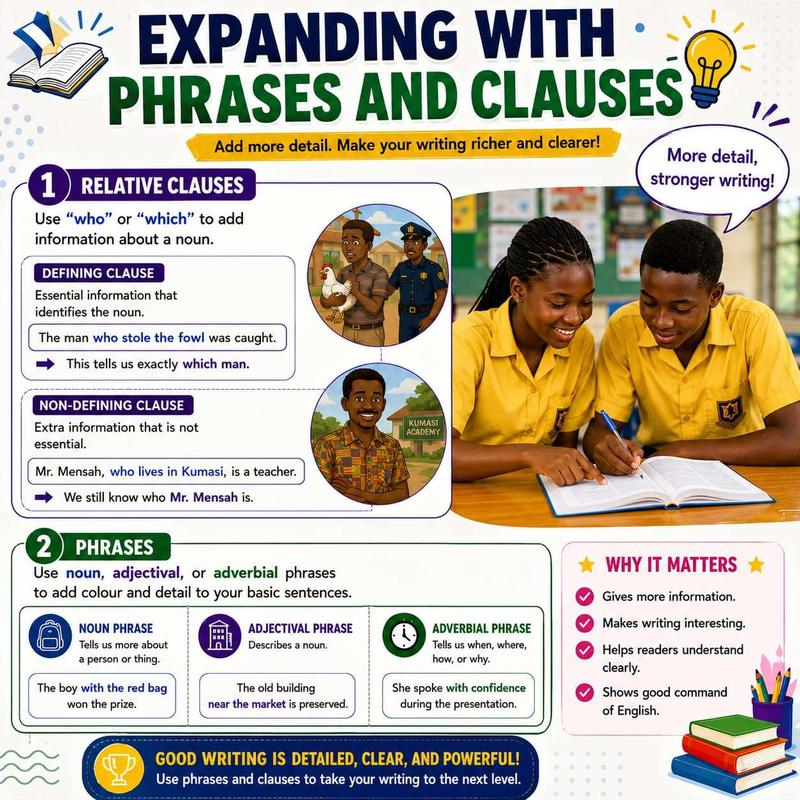 EXPANDING WITH
PHRASES AND CLAUSES
Add more detail. Make your writing richer and clearer!
More detail,
stronger writing!
1 RELATIVE CLAUSES
Use “who” or “which” to add
information about a noun.
DEFINING CLAUSE
Essential information that
identifies the noun.
The man who stole the fowl was caught.
This tells us exactly which man.
NON-DEFINING CLAUSE
Extra information that is not
essential.
Mr. Mensah, who lives in Kumasi, is a teacher.
We still know who Mr. Mensah is.
KUMASI
ACADEMY
2 PHRASES
Use noun, adjectival, or adverbial phrases
to add colour and detail to your basic sentences.
NOUN PHRASE
Tells us more about
a person or thing.
The boy with the red bag
won the prize.
ADJECTIVAL PHRASE
Describes a noun.
The old building
near the market is preserved.
ADVERBIAL PHRASE
Tells us when, where,
how, or why.
She spoke with confidence
during the presentation.
WHY IT MATTERS
Gives more information.
Makes writing interesting.
Helps readers understand
clearly.
Shows good command
of English.
GOOD WRITING IS DETAILED, CLEAR, AND POWERFUL!
Use phrases and clauses to take your writing to the next level.